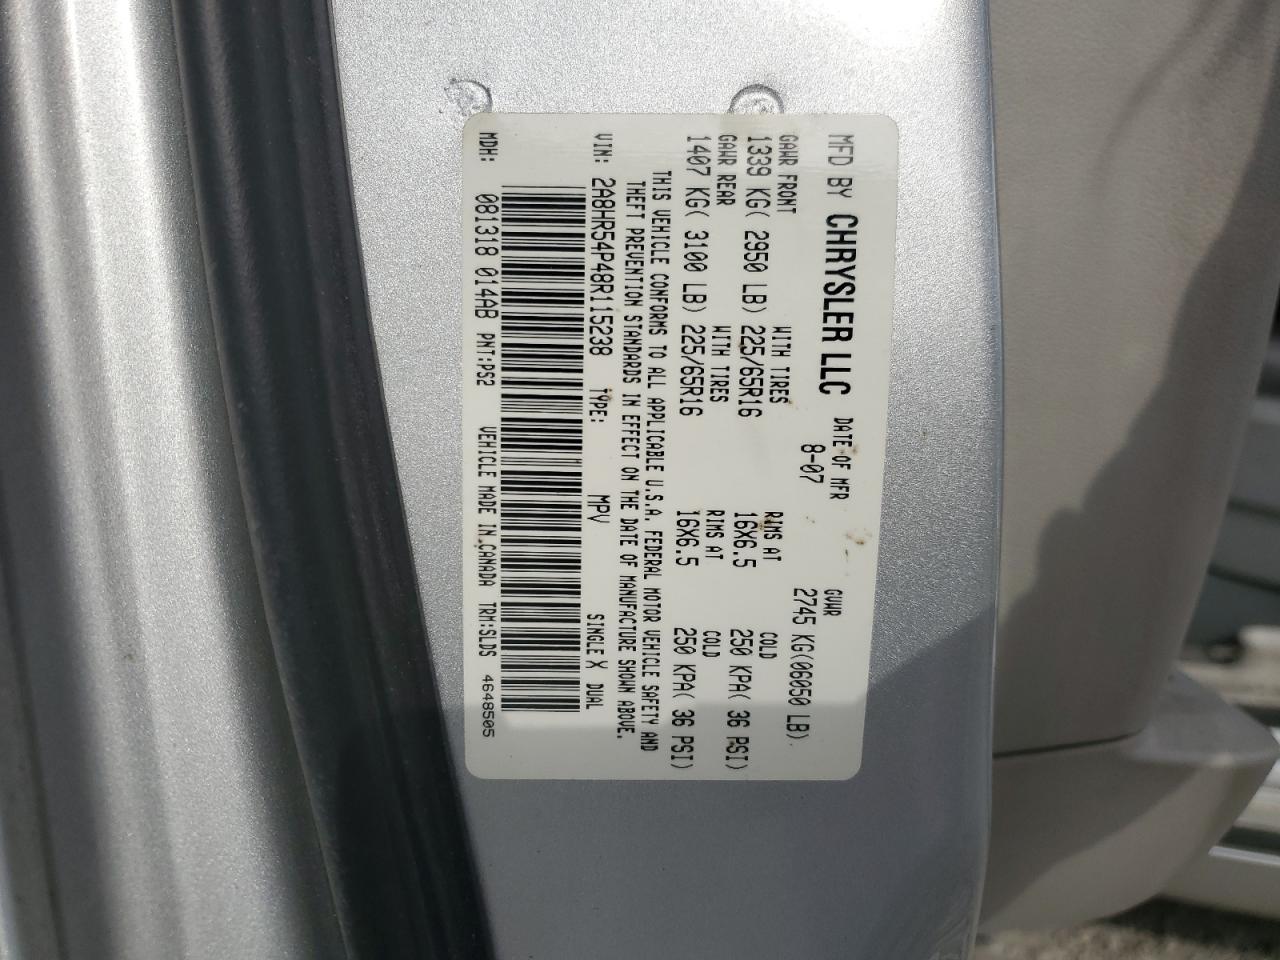 MFD BY CHRYSLER LLC DATE OF MFR GVWR
8-07 2745 KG(06050 LB).
GAWR FRONT WITH TIRES RIMS AT COLD
1339 KG( 2950 LB) 225/65R16 16X6.5 250 KPA( 36 PSI)
GAWR REAR WITH TIRES RIMS AT COLD
1407 KG( 3100 LB) 225/65R16 16X6.5 250 KPA( 36 PSI)
THIS VEHICLE CONFORMS TO ALL APPLICABLE U.S.A. FEDERAL MOTOR VEHICLE SAFETY AND
THEFT PREVENTION STANDARDS IN EFFECT ON THE DATE OF MANUFACTURE SHOWN ABOVE.
VIN: 2A8HR54P48R115238 TYPE: MPV SINGLE X DUAL
MDH: 081318 014AB PNT:PS2 VEHICLE MADE IN CANADA TRM:SLDS 4648505